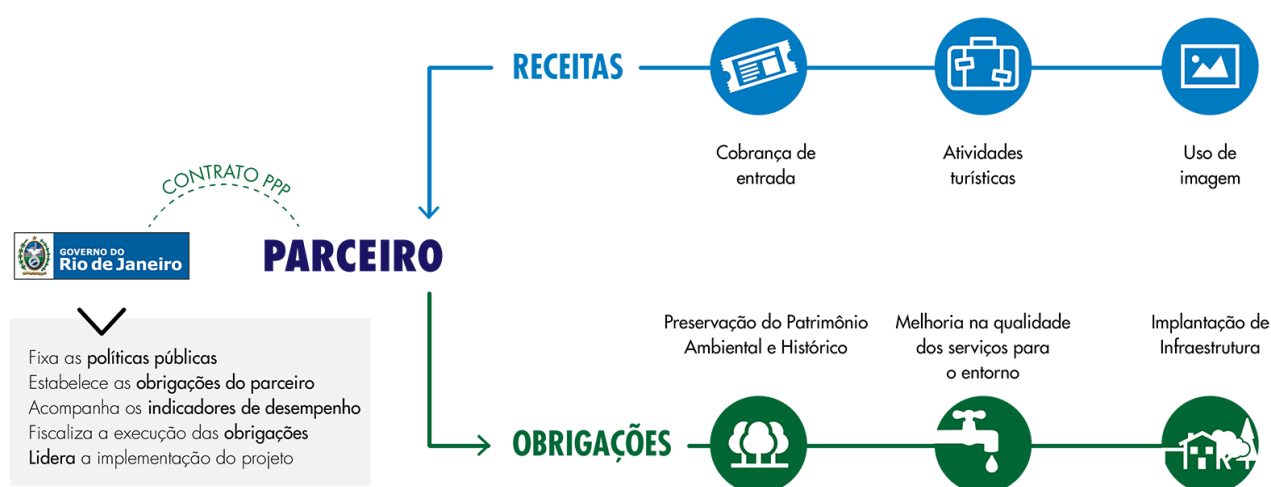 RECEITAS
Cobrança de
entrada
Atividades
turísticas
Uso de
imagem
CONTRATO PPP
GOVERNO DO
Rio de Janeiro
PARCEIRO
Fixa as políticas públicas
Estabelece as obrigações do parceiro
Acompanha os indicadores de desempenho
Fiscaliza a execução das obrigações
Lidera a implementação do projeto
Preservação do Patrimônio
Ambiental e Histórico
Melhoria na qualidade
dos serviços para
o entorno
Implantação de
Infraestrutura
OBRIGAÇÕES